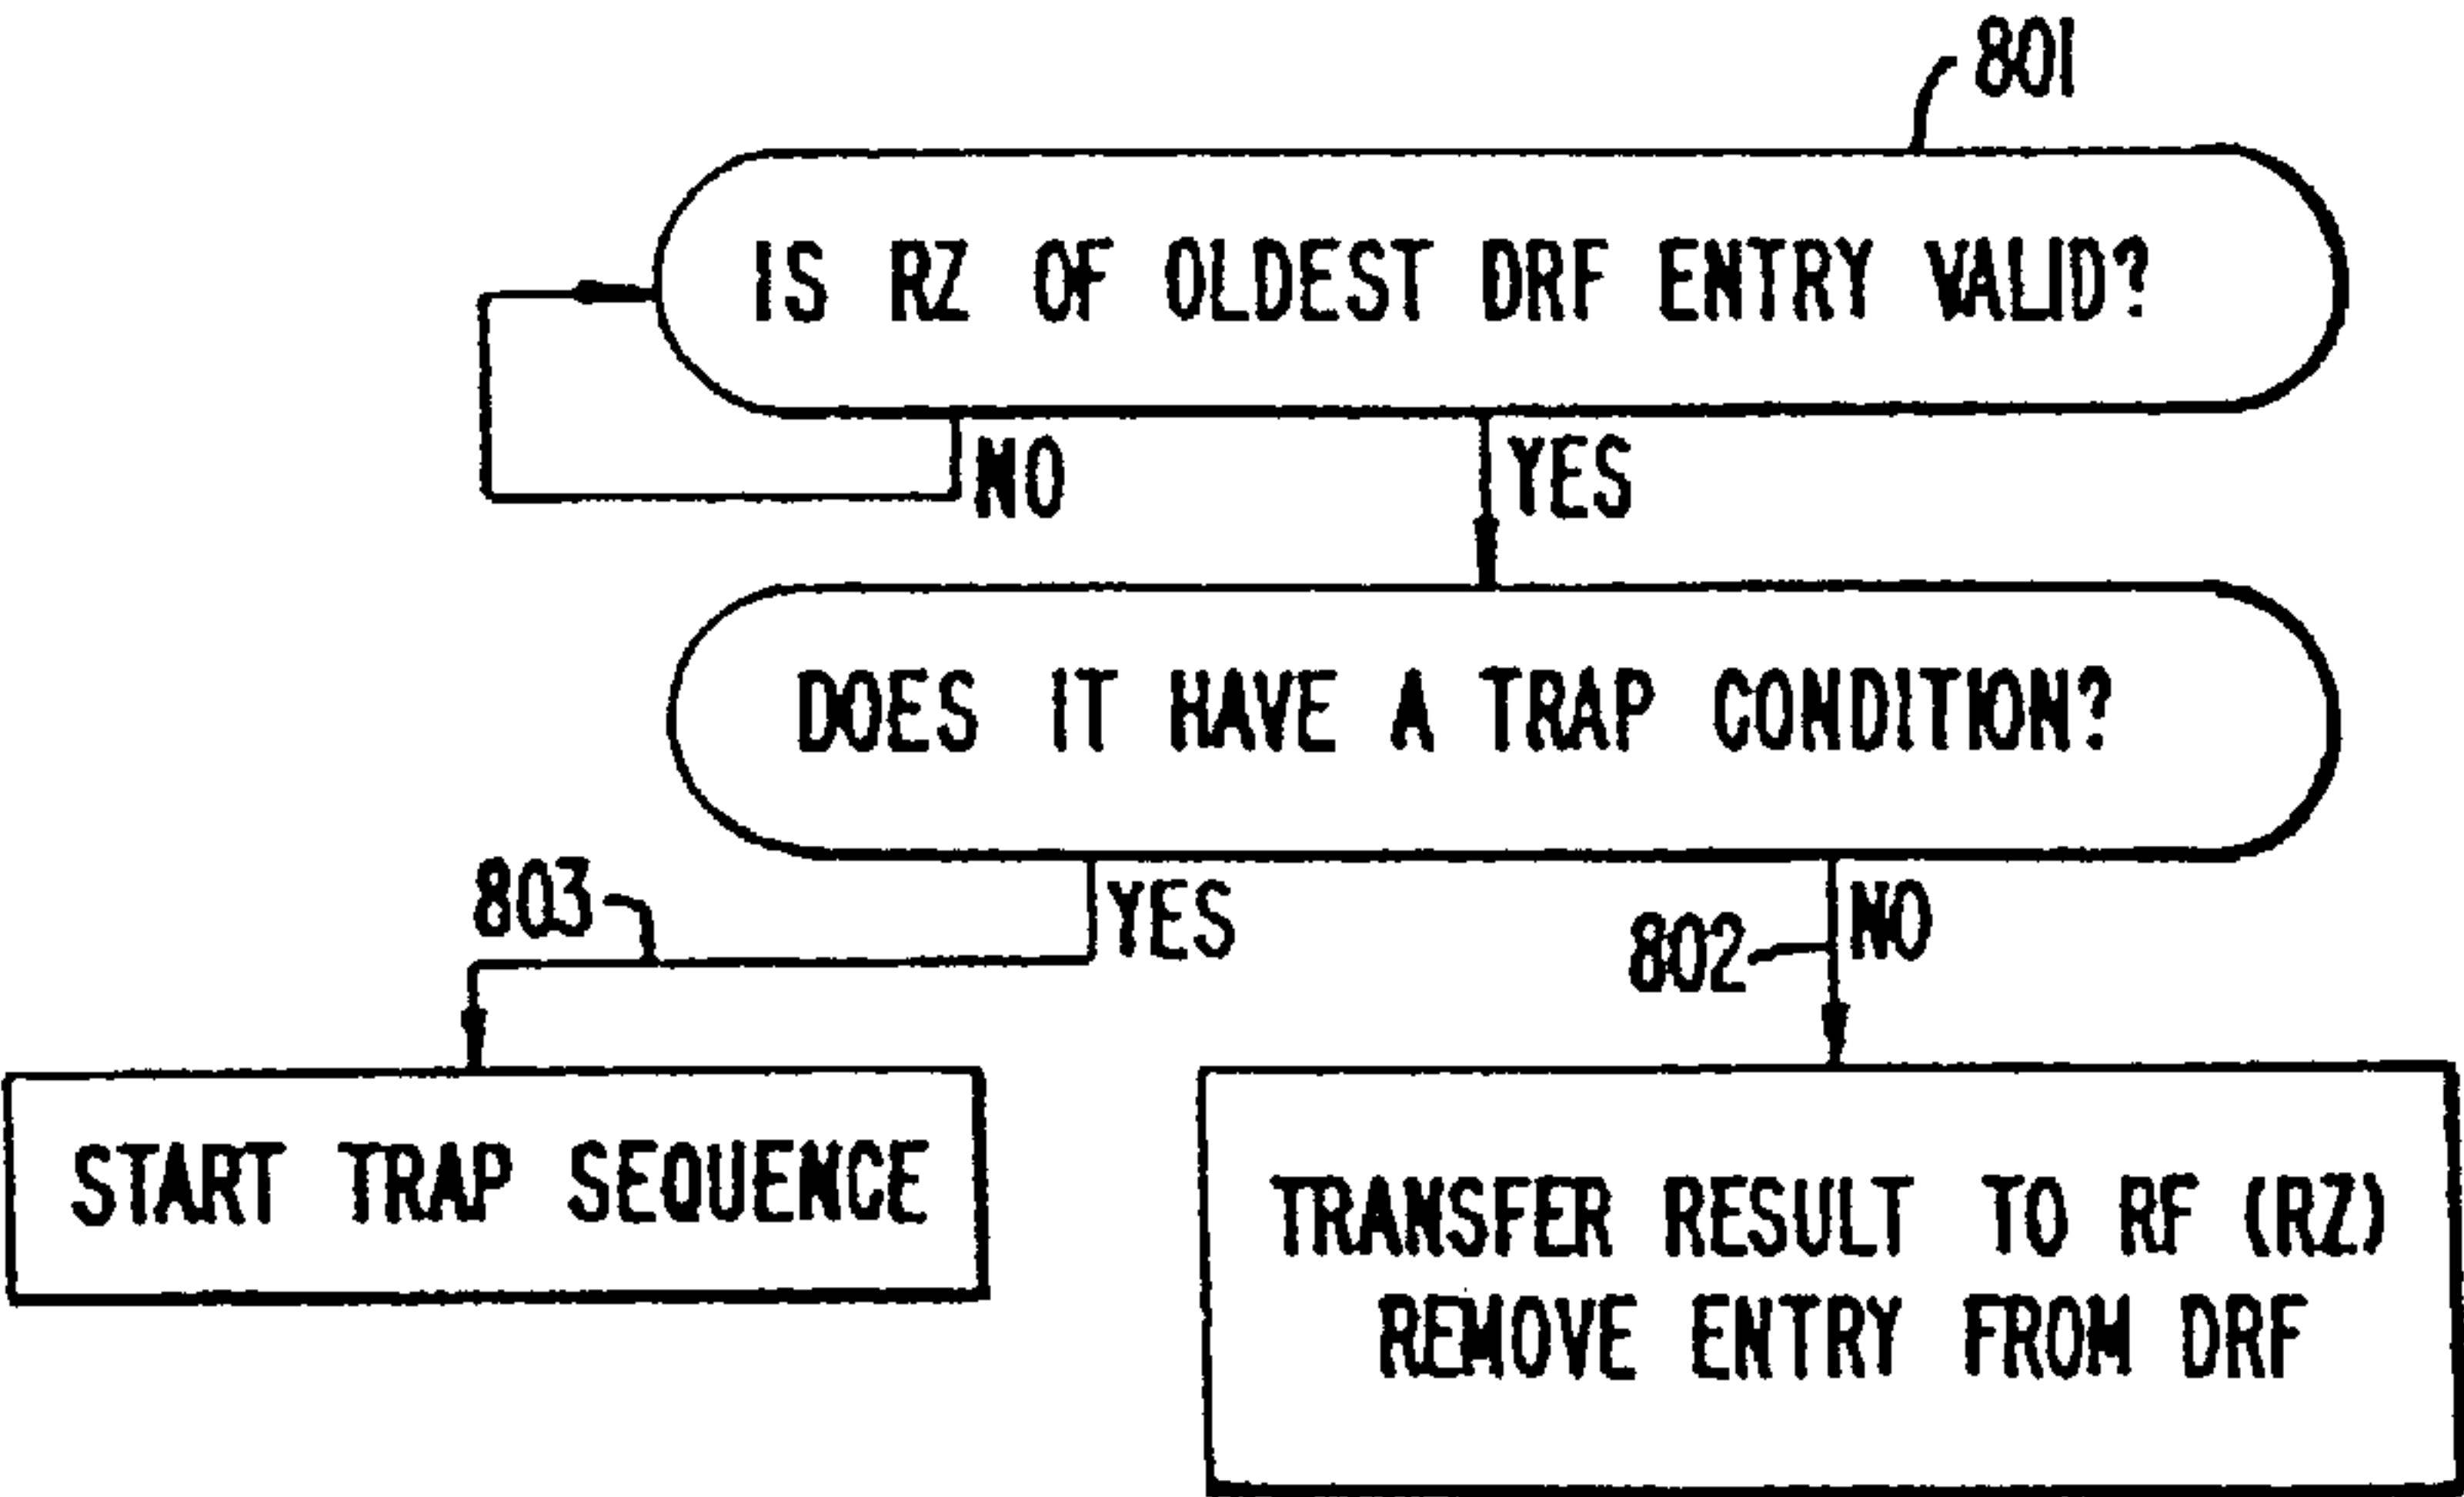 801
IS RZ OF OLDEST DRF ENTRY VALID?
NO
YES
DOES IT HAVE A TRAP CONDITION?
803
YES
802
NO
START TRAP SEQUENCE
TRANSFER RESULT TO RF (RZ)
REMOVE ENTRY FROM DRF